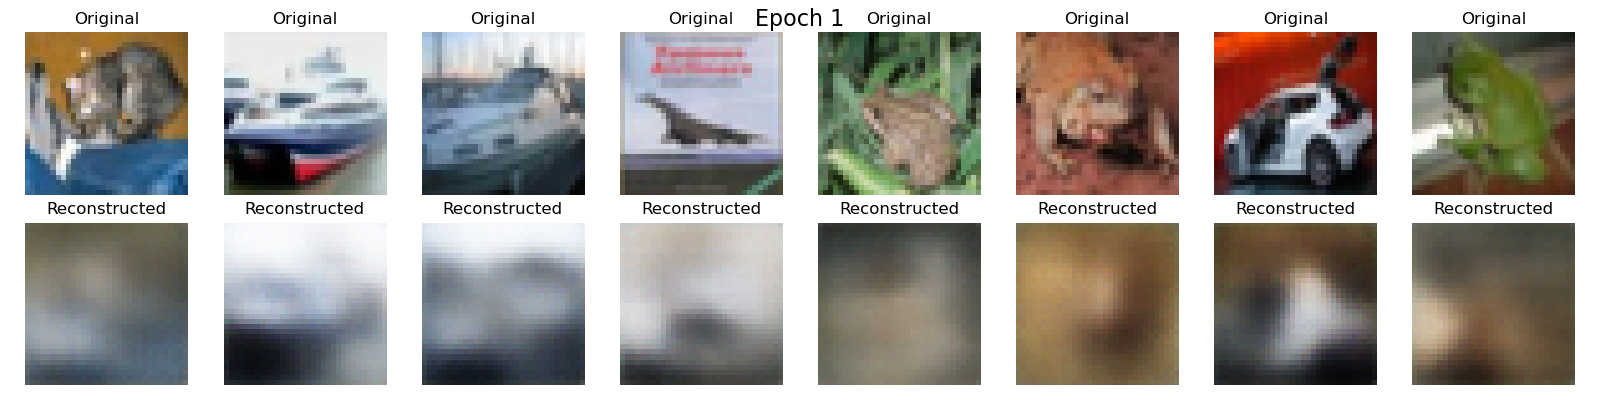 Epoch 1
Original Original Original Original Original Original Original Original
Reconstructed Reconstructed Reconstructed Reconstructed Reconstructed Reconstructed Reconstructed Reconstructed